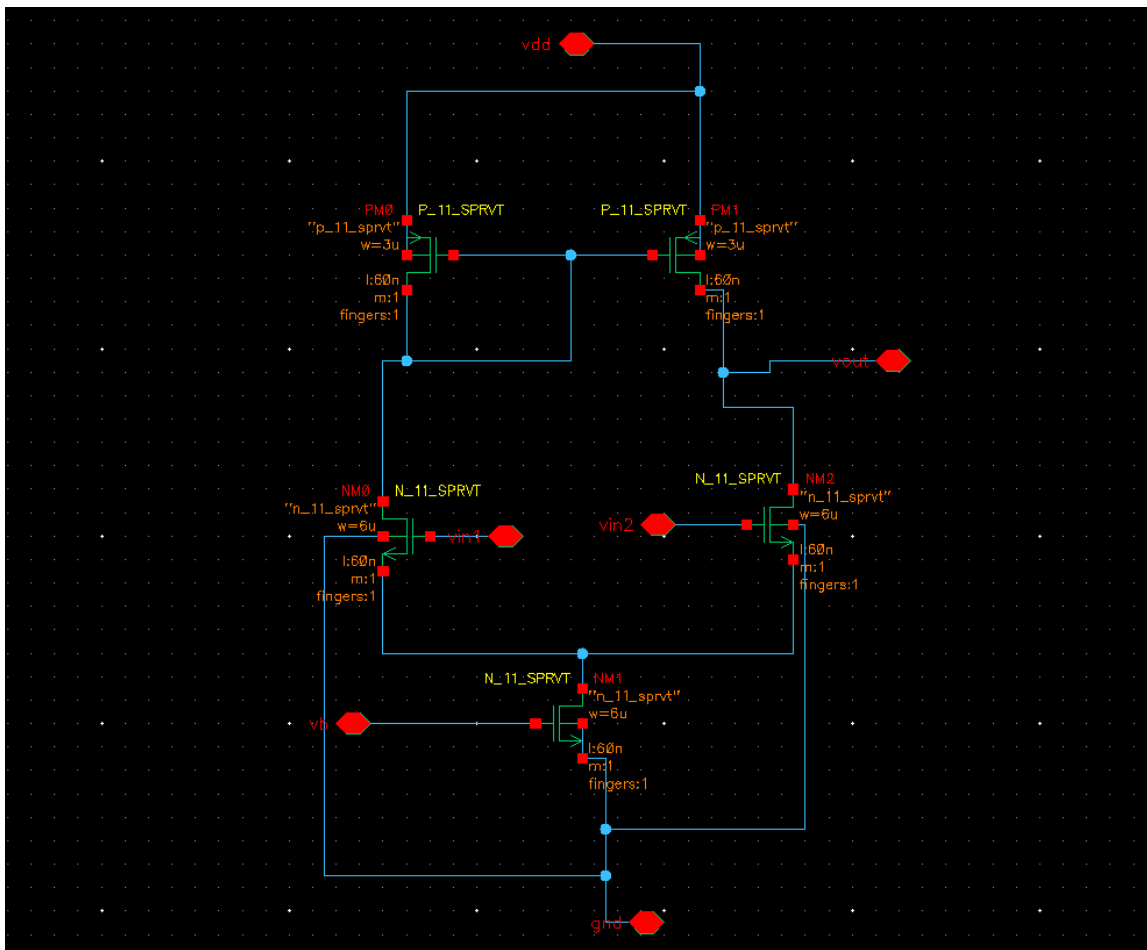 vdd
PM0
P_11_SPRVT
"p_11_sprvt"
w=3u
l:60n
m:1
fingers:1
P_11_SPRVT
PM1
"p_11_sprvt"
w=3u
l:60n
m:1
fingers:1
vout
NM0
N_11_SPRVT
"n_11_sprvt"
w=6u
l:60n
m:1
fingers:1
vin1
vin2
N_11_SPRVT
NM2
"n_11_sprvt"
w=6u
l:60n
m:1
fingers:1
N_11_SPRVT
NM1
"n_11_sprvt"
w=6u
l:60n
m:1
fingers:1
vb
gnd